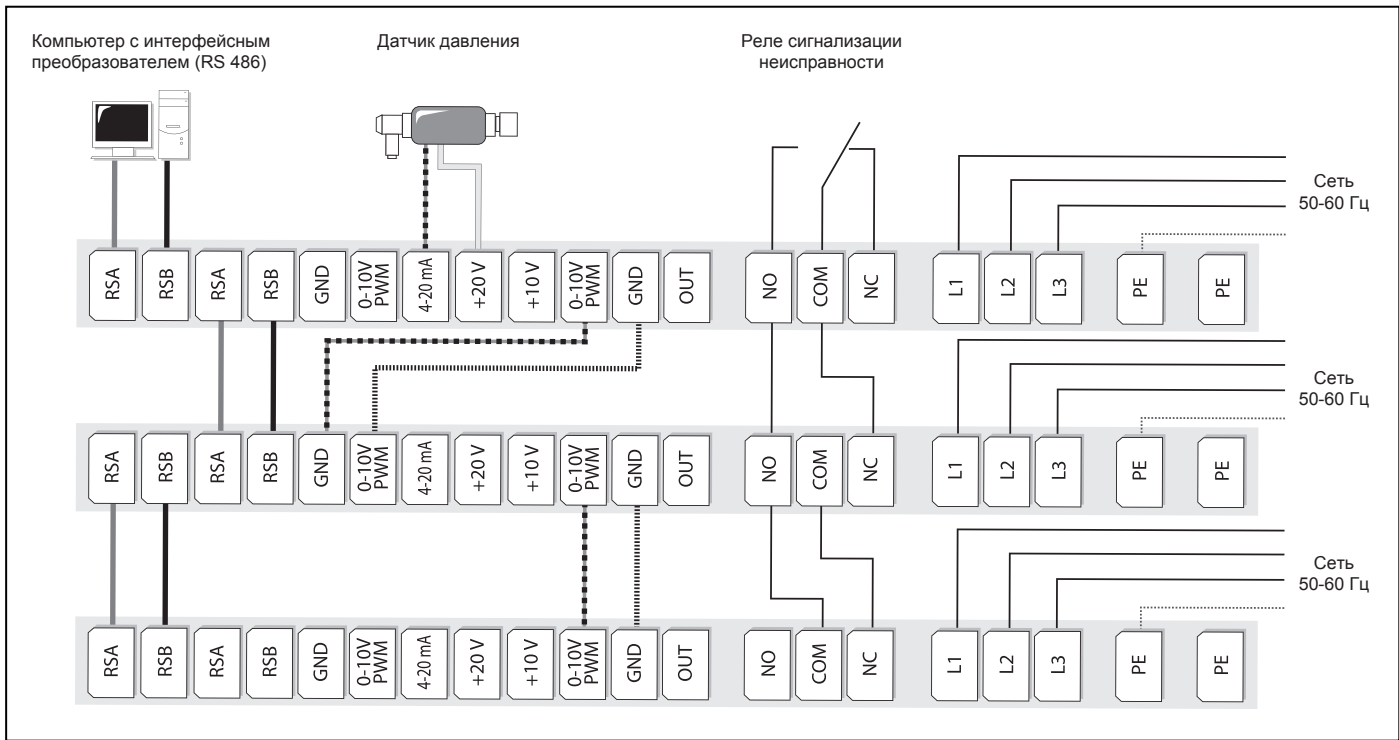 Компьютер с интерфейсным
преобразователем (RS 486)
Датчик давления
Реле сигнализации
неисправности
Сеть
50-60 Гц
RSA
RSB
RSA
RSB
GND
0-10V
PWM
4-20 mA
+20 V
+10 V
0-10V
PWM
GND
OUT
NO
COM
NC
L1
L2
L3
PE
PE
Сеть
50-60 Гц
RSA
RSB
RSA
RSB
GND
0-10V
PWM
4-20 mA
+20 V
+10 V
0-10V
PWM
GND
OUT
NO
COM
NC
L1
L2
L3
PE
PE
Сеть
50-60 Гц
RSA
RSB
RSA
RSB
GND
0-10V
PWM
4-20 mA
+20 V
+10 V
0-10V
PWM
GND
OUT
NO
COM
NC
L1
L2
L3
PE
PE